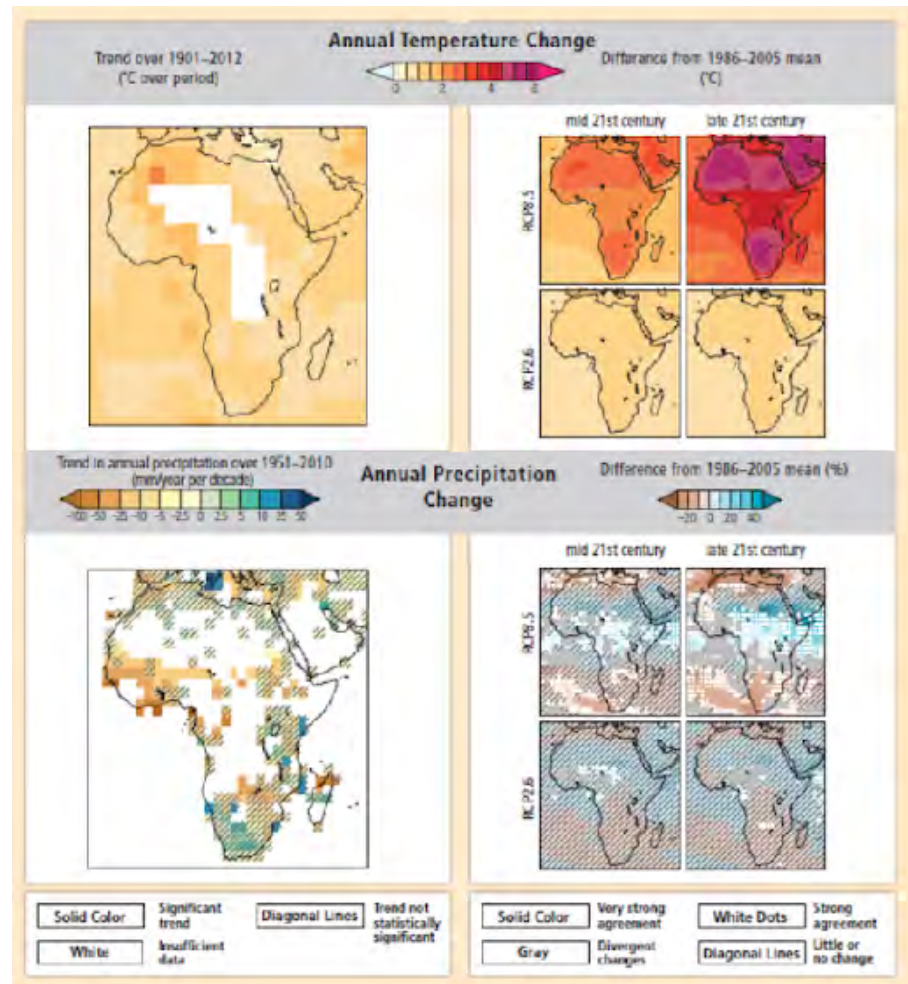 Annual Temperature Change
Trend over 1901–2012
(°C over period)
0 2 4 6
Difference from 1986–2005 mean
(°C)
mid 21st century
late 21st century
RCP8.5
RCP2.6
Trend in annual precipitation over 1951–2010
(mm/year per decade)
-100 -50 -25 -10 -5 -2.5 0 2.5 5 10 25 50
Annual Precipitation
Change
Difference from 1986–2005 mean (%)
-20 0 20 40
mid 21st century
late 21st century
RCP8.5
RCP2.6
Solid Color
Significant
trend
Diagonal Lines
Trend not
statistically
significant
White
Insufficient
data
Solid Color
Very strong
agreement
White Dots
Strong
agreement
Gray
Divergent
changes
Diagonal Lines
Little or
no change